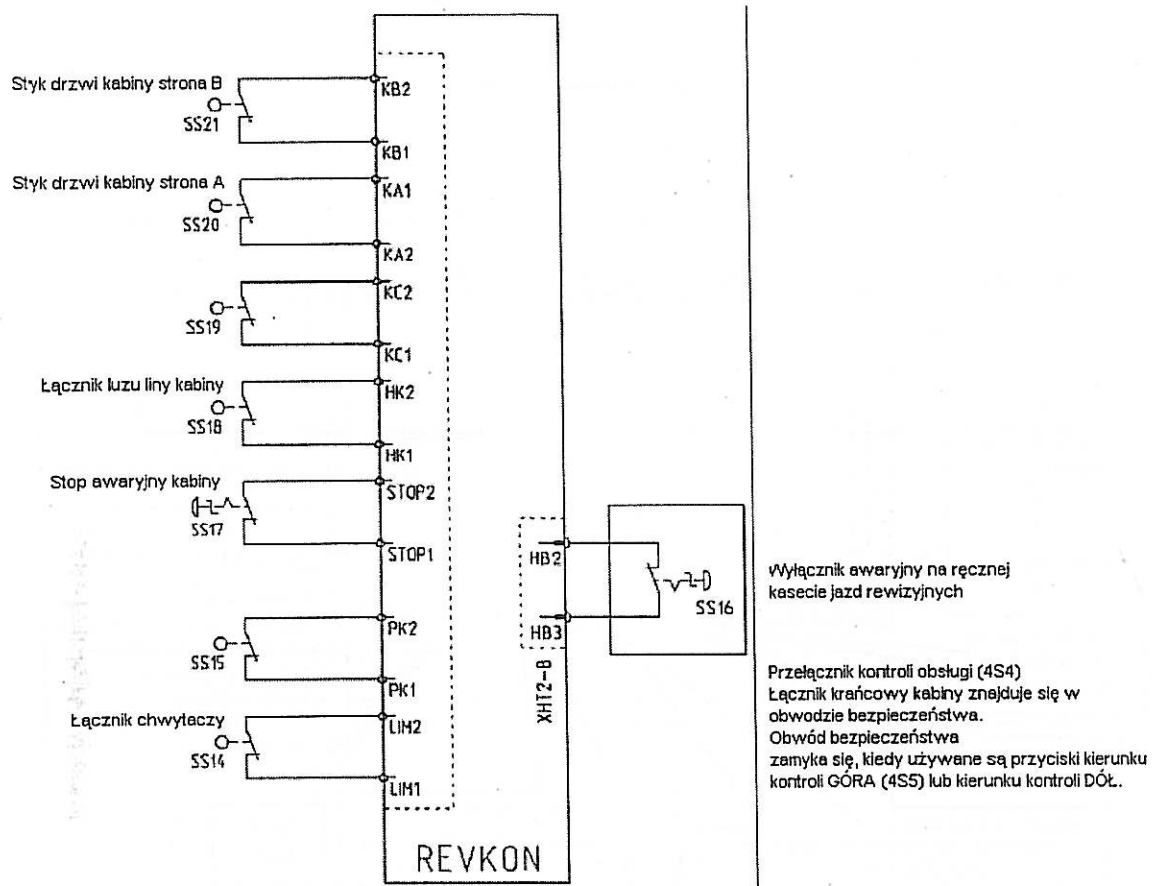 Styk drzwi kabiny strona B
SS21
KB2
KB1
Styk drzwi kabiny strona A
SS20
KA1
KA2
SS19
KC2
KC1
Łącznik luzu liny kabiny
SS18
HK2
HK1
Stop awaryjny kabiny
SS17
STOP2
STOP1
SS15
PK2
PK1
Łącznik chwytaczy
SS14
LIM2
LIM1
HB2
HB3
XHT2-B
SS16
REVKON
Wyłącznik awaryjny na ręcznej
kasecie jazd rewizyjnych
Przełącznik kontroli obsługi (4S4)
Łącznik krańcowy kabiny znajduje się w
obwodzie bezpieczeństwa.
Obwód bezpieczeństwa
zamyka się, kiedy używane są przyciski kierunku
kontroli GÓRA (4S5) lub kierunku kontroli DÓŁ.